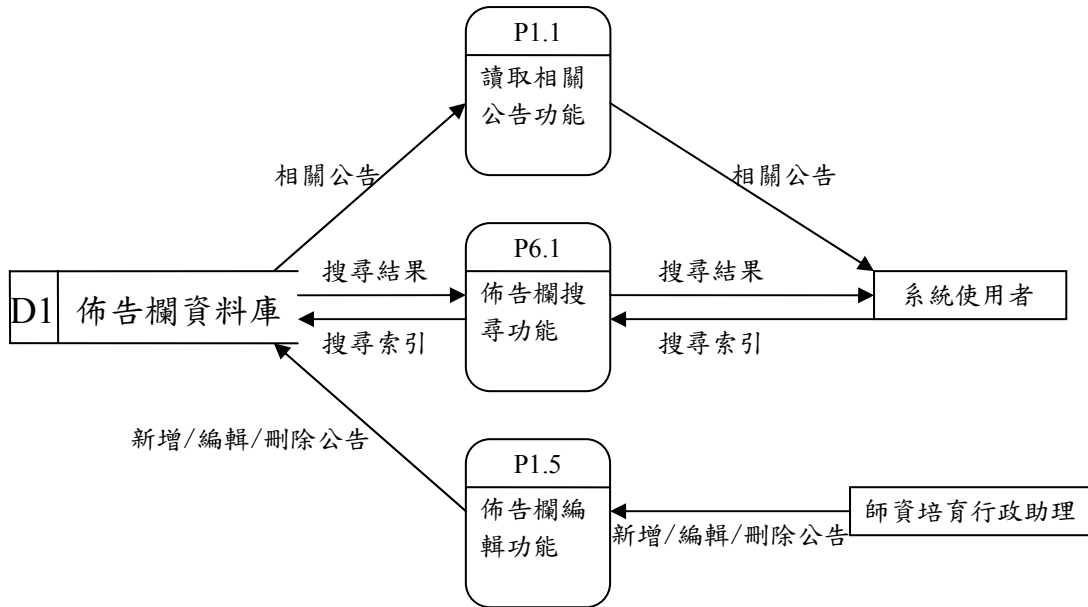 P1.1
讀取相關
公告功能
相關公告
相關公告
P6.1
搜尋結果
搜尋結果
D1
佈告欄資料庫
佈告欄搜
尋功能
系統使用者
搜尋索引
搜尋索引
新增/編輯/刪除公告
P1.5
佈告欄編
輯功能
師資培育行政助理
新增/編輯/刪除公告